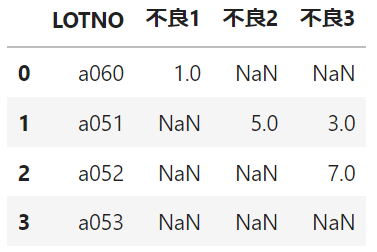 LOTNO 不良1 不良2 不良3
0 a060 1.0 NaN NaN
1 a051 NaN 5.0 3.0
2 a052 NaN NaN 7.0
3 a053 NaN NaN NaN